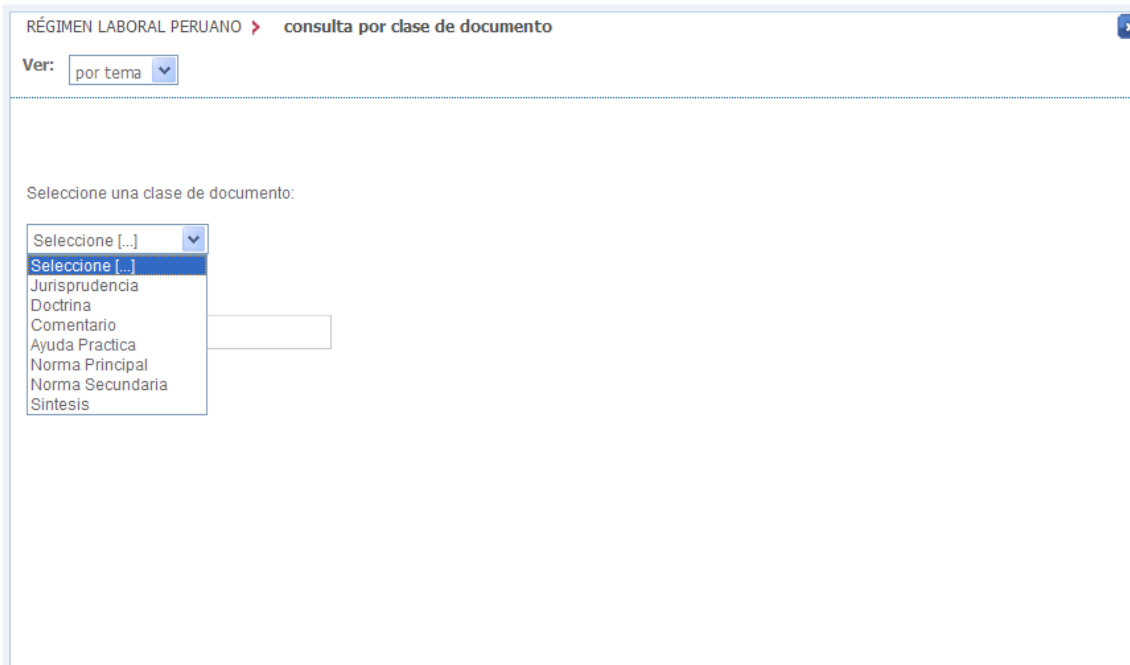 RÉGIMEN LABORAL PERUANO > consulta por clase de documento
Ver: por tema
Seleccione una clase de documento:
Seleccione [...]
Seleccione [...]
Jurisprudencia
Doctrina
Comentario
Ayuda Practica
Norma Principal
Norma Secundaria
Sintesis